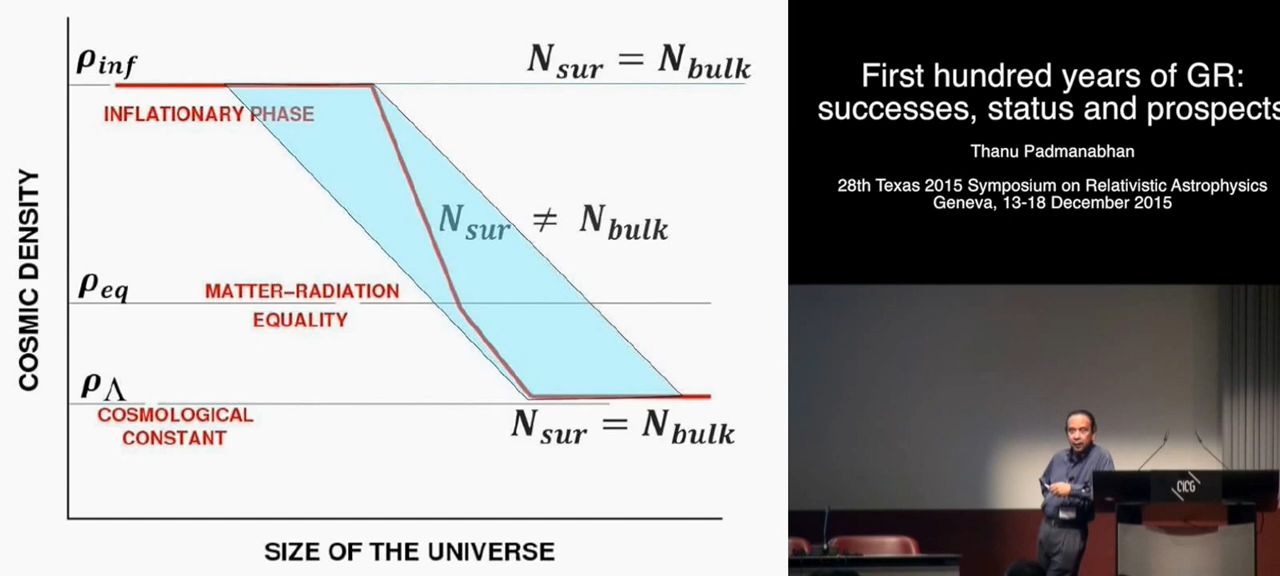 ρinf
Nsur = Nbulk
INFLATIONARY PHASE
Nsur ≠ Nbulk
ρeq
MATTER–RADIATION
EQUALITY
ρΛ
COSMOLOGICAL
CONSTANT
Nsur = Nbulk
COSMIC DENSITY
SIZE OF THE UNIVERSE
First hundred years of GR:
successes, status and prospects
Thanu Padmanabhan
28th Texas 2015 Symposium on Relativistic Astrophysics
Geneva, 13-18 December 2015
CICG